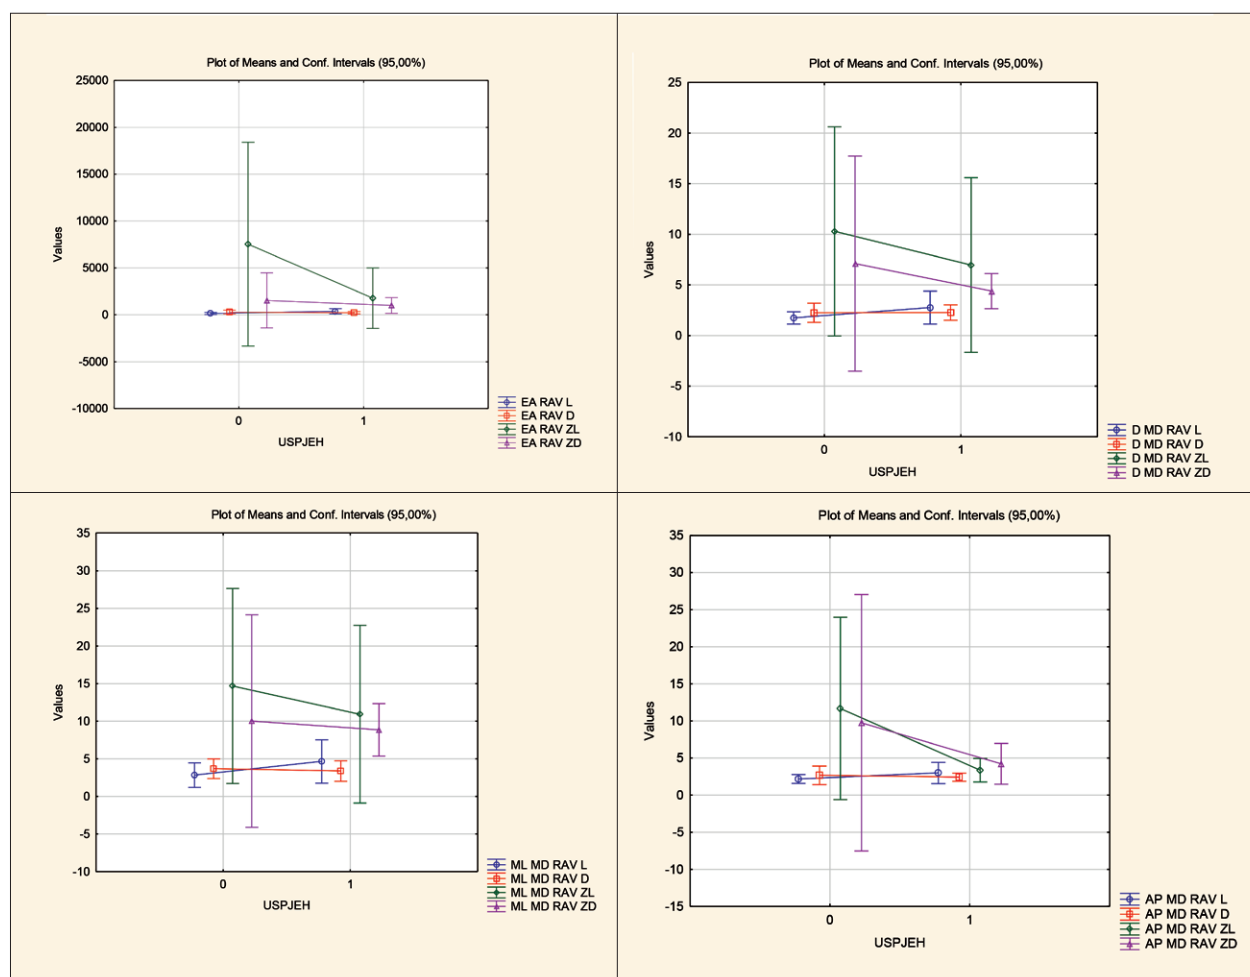 Plot of Means and Conf. Intervals (95,00%)
25000
20000
15000
10000
5000
0
-5000
-10000
Values
0 1
USPJEH
EA RAV L
EA RAV D
EA RAV ZL
EA RAV ZD
Plot of Means and Conf. Intervals (95,00%)
25
20
15
10
5
0
-5
-10
Values
0 1
USPJEH
D MD RAV L
D MD RAV D
D MD RAV ZL
D MD RAV ZD
Plot of Means and Conf. Intervals (95,00%)
35
30
25
20
15
10
5
0
-5
-10
Values
0 1
USPJEH
ML MD RAV L
ML MD RAV D
ML MD RAV ZL
ML MD RAV ZD
Plot of Means and Conf. Intervals (95,00%)
35
30
25
20
15
10
5
0
-5
-10
-15
Values
0 1
USPJEH
AP MD RAV L
AP MD RAV D
AP MD RAV ZL
AP MD RAV ZD